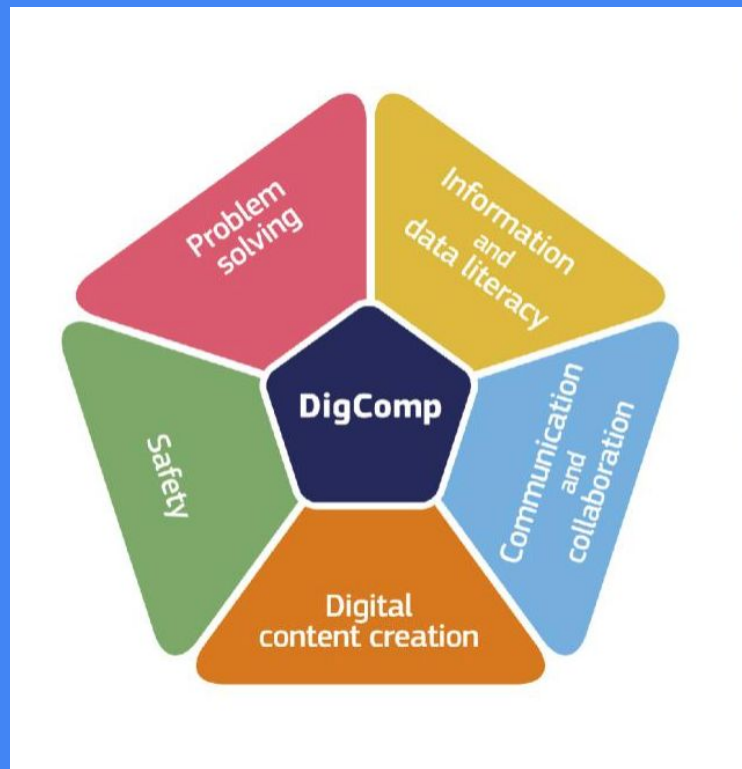 Problem
solving
Information
and
data literacy
DigComp
Safety
Communication
and
collaboration
Digital
content creation